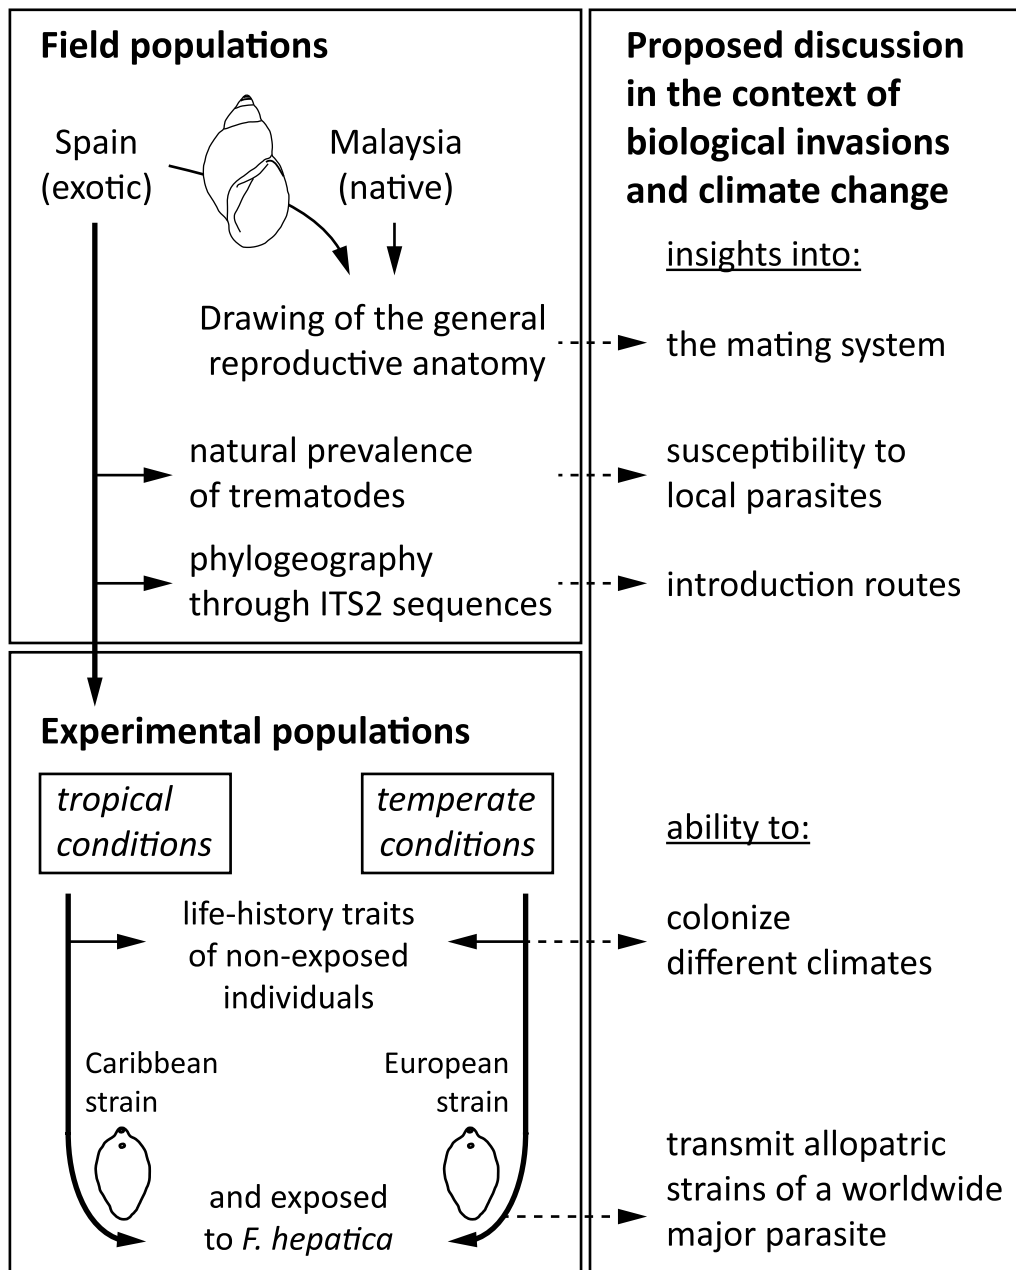 Field populations
Spain
(exotic)
Malaysia
(native)
Drawing of the general
reproductive anatomy
natural prevalence
of trematodes
phylogeography
through ITS2 sequences
Experimental populations
tropical
conditions
temperate
conditions
life-history traits
of non-exposed
individuals
Caribbean
strain
European
strain
and exposed
to F. hepatica
Proposed discussion
in the context of
biological invasions
and climate change
insights into:
the mating system
susceptibility to
local parasites
introduction routes
ability to:
colonize
different climates
transmit allopatric
strains of a worldwide
major parasite